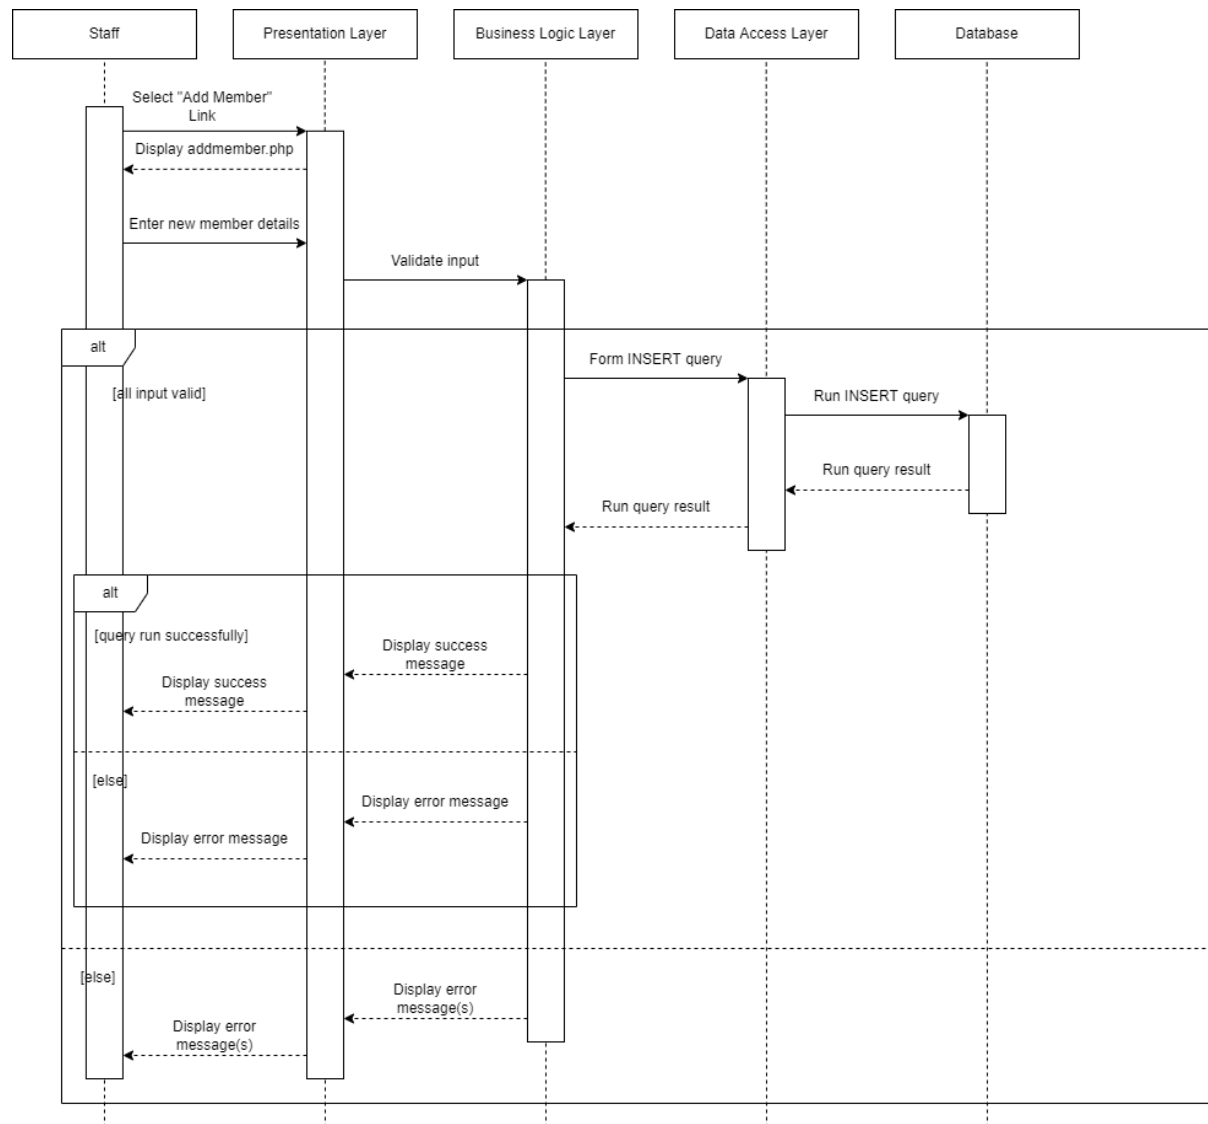 Staff
Presentation Layer
Business Logic Layer
Data Access Layer
Database
Select "Add Member"
Link
Display addmember.php
Enter new member details
Validate input
alt
Form INSERT query
[all input valid]
Run INSERT query
Run query result
Run query result
alt
[query run successfully]
Display success
message
Display success
message
[else]
Display error message
Display error message
[else]
Display error
message(s)
Display error
message(s)